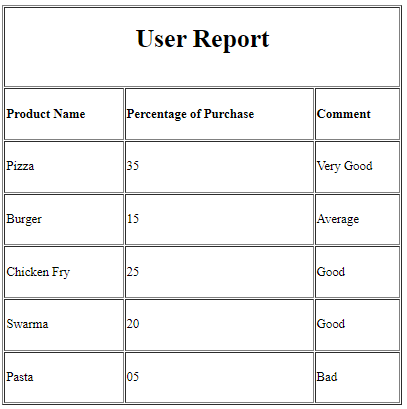 User Report
Product Name Percentage of Purchase Comment
Pizza 35 Very Good
Burger 15 Average
Chicken Fry 25 Good
Swarma 20 Good
Pasta 05 Bad